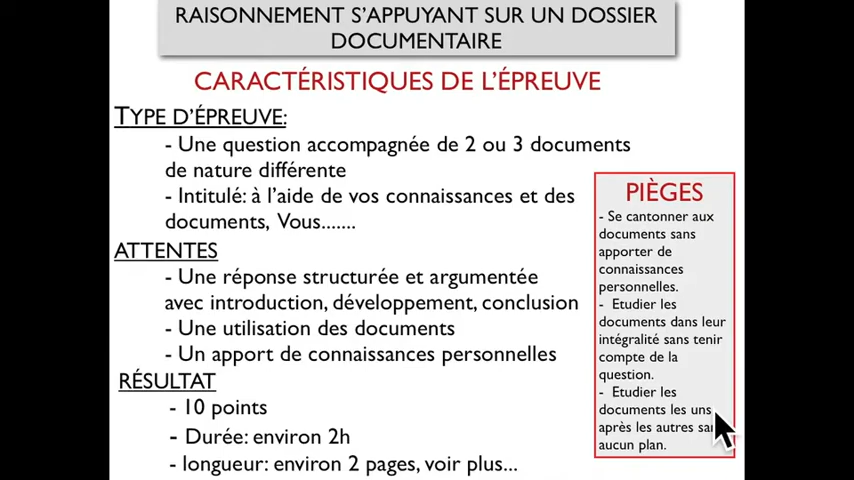 RAISONNEMENT S'APPUYANT SUR UN DOSSIER
DOCUMENTAIRE
CARACTÉRISTIQUES DE L'ÉPREUVE
TYPE D'ÉPREUVE:
- Une question accompagnée de 2 ou 3 documents
de nature différente
- Intitulé: à l'aide de vos connaissances et des
documents, Vous.......
ATTENTES
- Une réponse structurée et argumentée
avec introduction, développement, conclusion
- Une utilisation des documents
- Un apport de connaissances personnelles
RÉSULTAT
- 10 points
- Durée: environ 2h
- longueur: environ 2 pages, voir plus...
PIÈGES
- Se cantonner aux
documents sans
apporter de
connaissances
personnelles.
- Etudier les
documents dans leur
intégralité sans tenir
compte de la
question.
- Etudier les
documents les uns
après les autres sans
aucun plan.